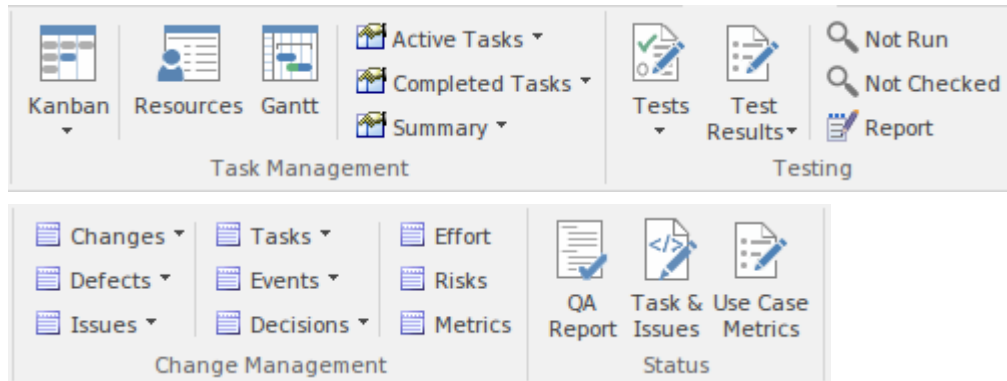 Kanban
Resources
Gantt
Active Tasks
Completed Tasks
Summary
Task Management
Tests
Test
Results
Not Run
Not Checked
Report
Testing
Changes
Defects
Issues
Tasks
Events
Decisions
Effort
Risks
Metrics
Change Management
QA
Report
Task &
Issues
Use Case
Metrics
Status